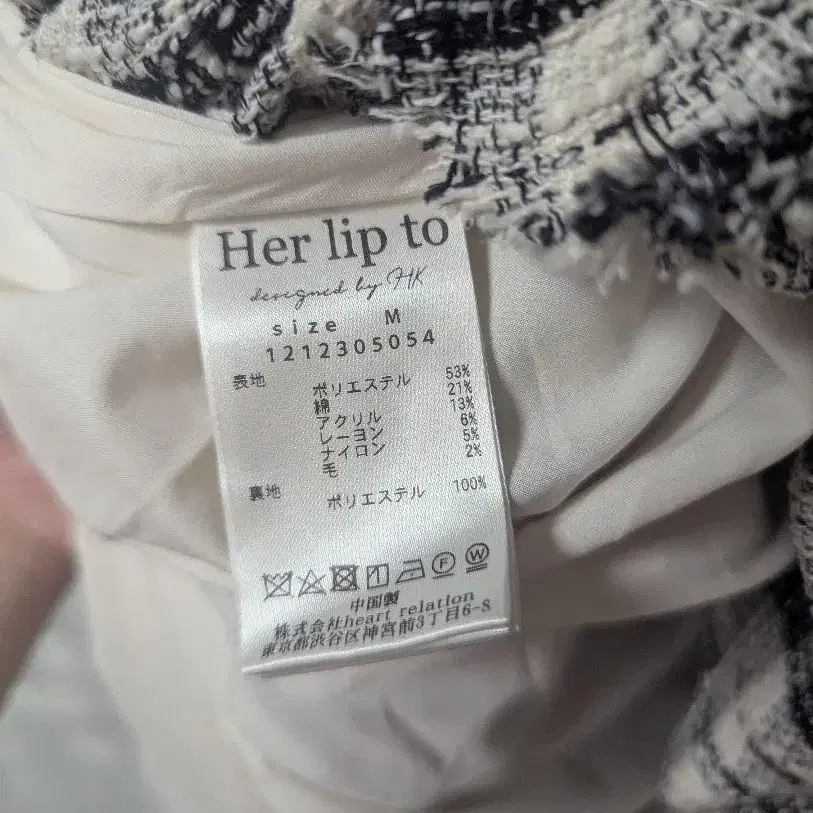 Her lip to
designed by HK
size M
1212305054
表地 ポリエステル 53%
綿 21%
アクリル 13%
レーヨン 6%
ナイロン 5%
毛 2%
裏地 ポリエステル 100%
F W
中国製
株式会社heart relation
東京都渋谷区神宮前3丁目6-8